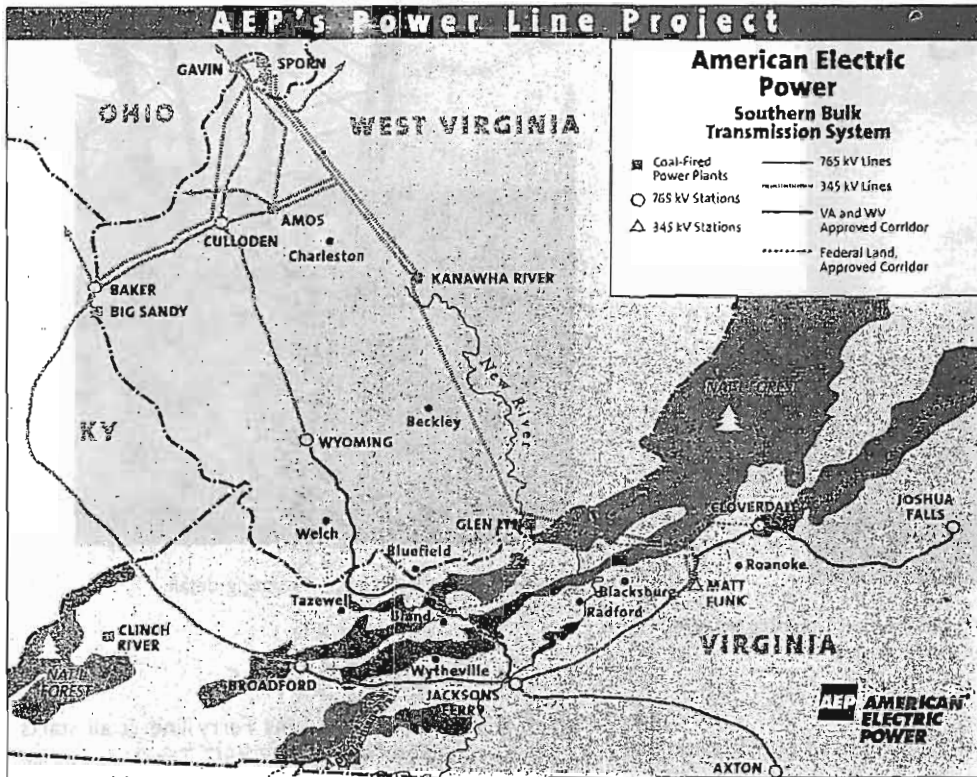 AEP's Power Line Project
American Electric
Power
Southern Bulk
Transmission System
Coal-Fired
Power Plants
765 kV Stations
345 kV Stations
765 kV Lines
345 kV Lines
VA and WV
Approved Corridor
Federal Land,
Approved Corridor
GAVIN
SPORN
OHIO
WEST VIRGINIA
AMOS
CULLODEN
Charleston
KANAWHA RIVER
BAKER
BIG SANDY
New River
NAT'L FOREST
KY
Beckley
WYOMING
CLOVERDALE
JOSHUA
FALLS
GLEN LYN
Welch
Bluefield
Roanoke
Blacksburg
MATT
FUNK
Tazewell
Radford
Bland
CLINCH
RIVER
VIRGINIA
Wytheville
NAT'L
FOREST
BROADFORD
JACKSONS
FERRY
AEP AMERICAN
ELECTRIC
POWER
AXTON